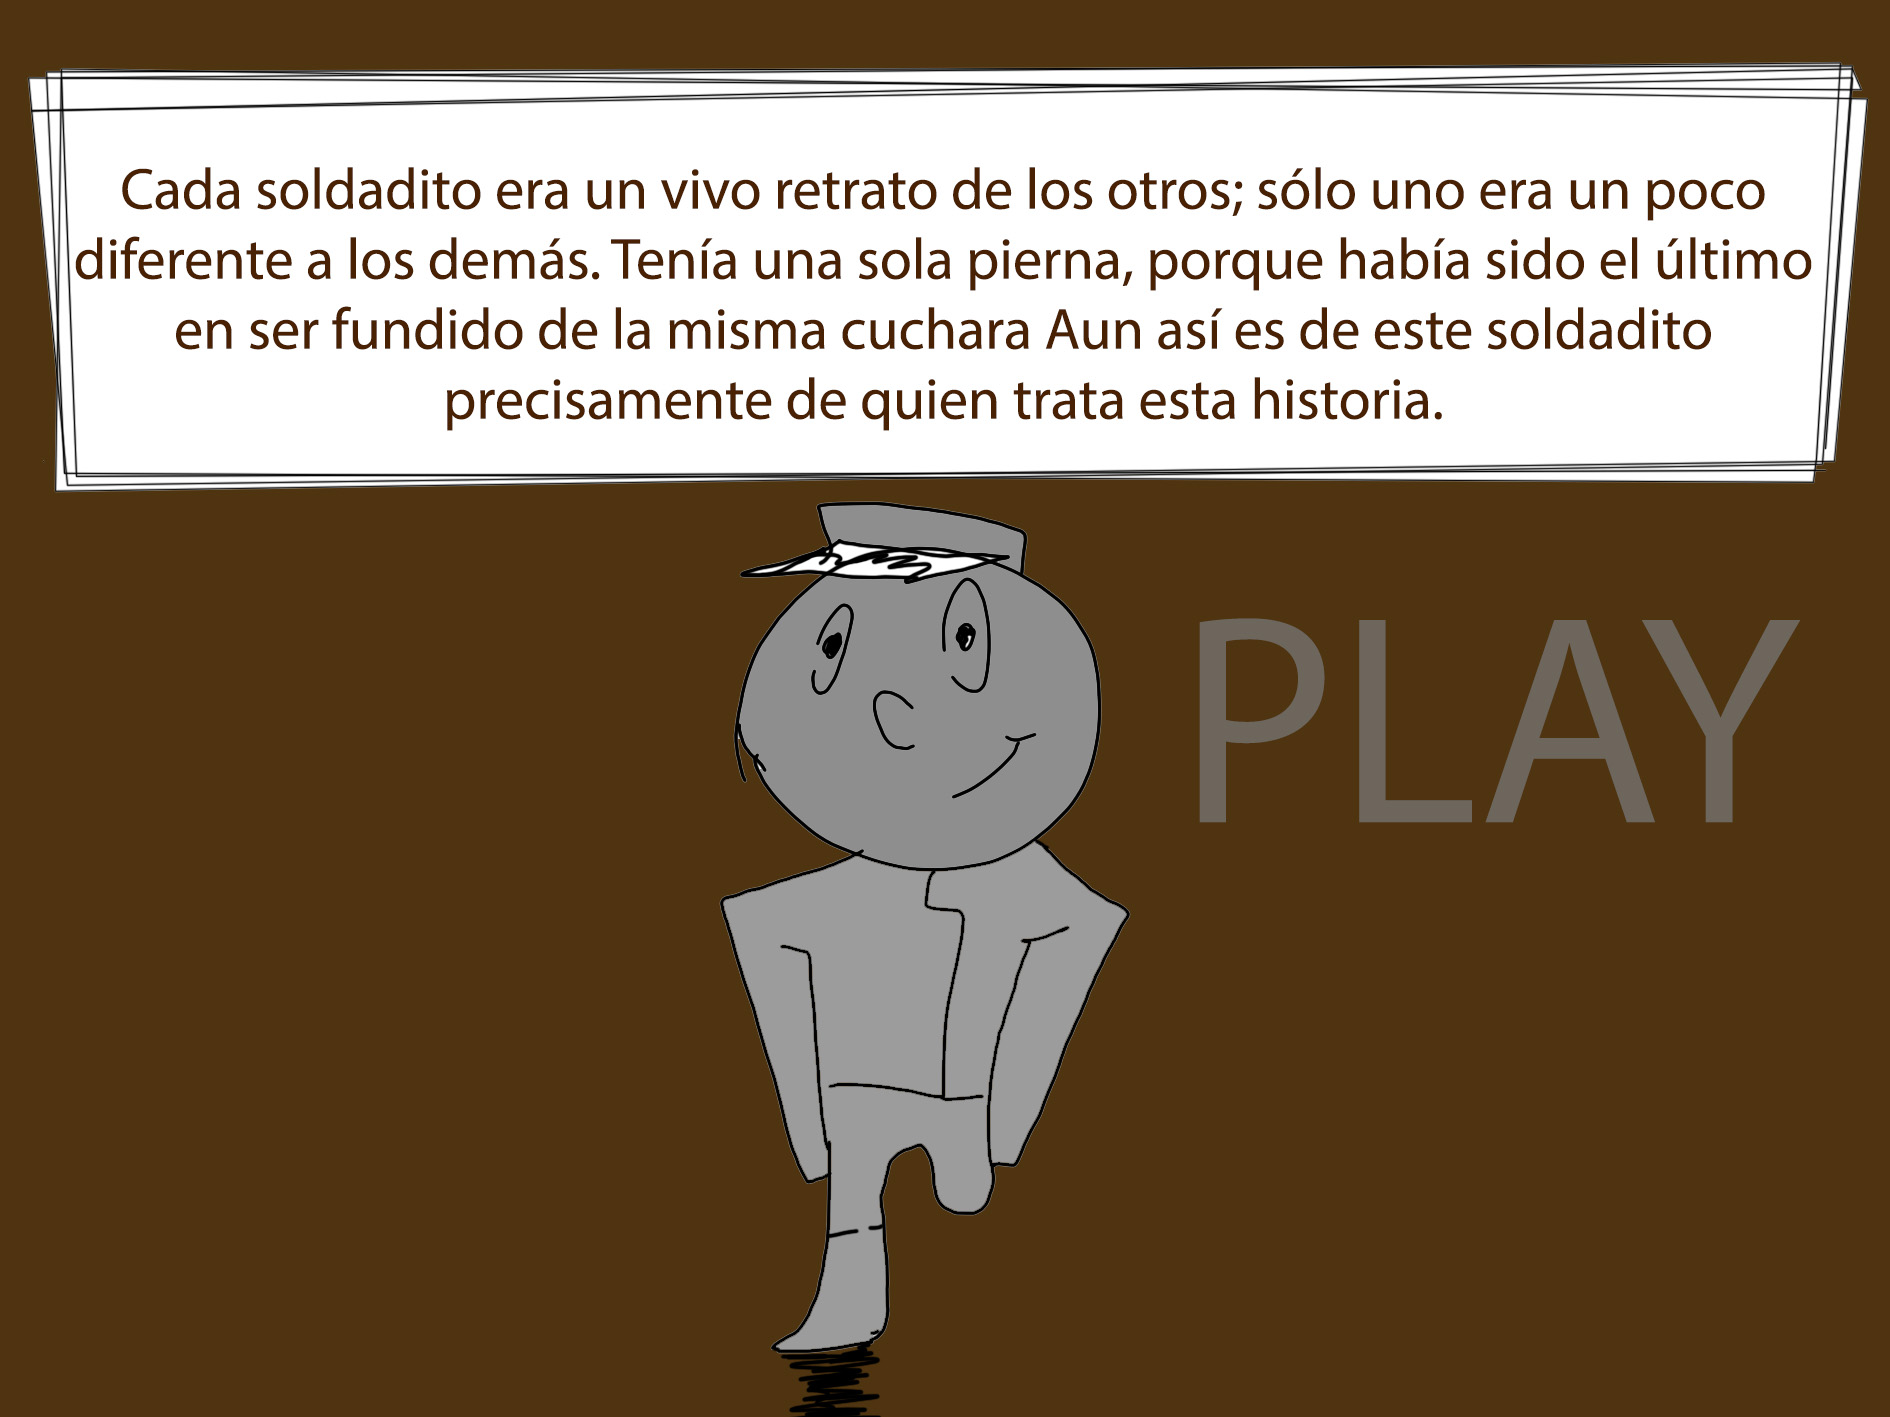 Cada soldadito era un vivo retrato de los otros; sólo uno era un poco
diferente a los demás. Tenía una sola pierna, porque había sido el último
en ser fundido de la misma cuchara Aun así es de este soldadito
precisamente de quien trata esta historia.
PLAY